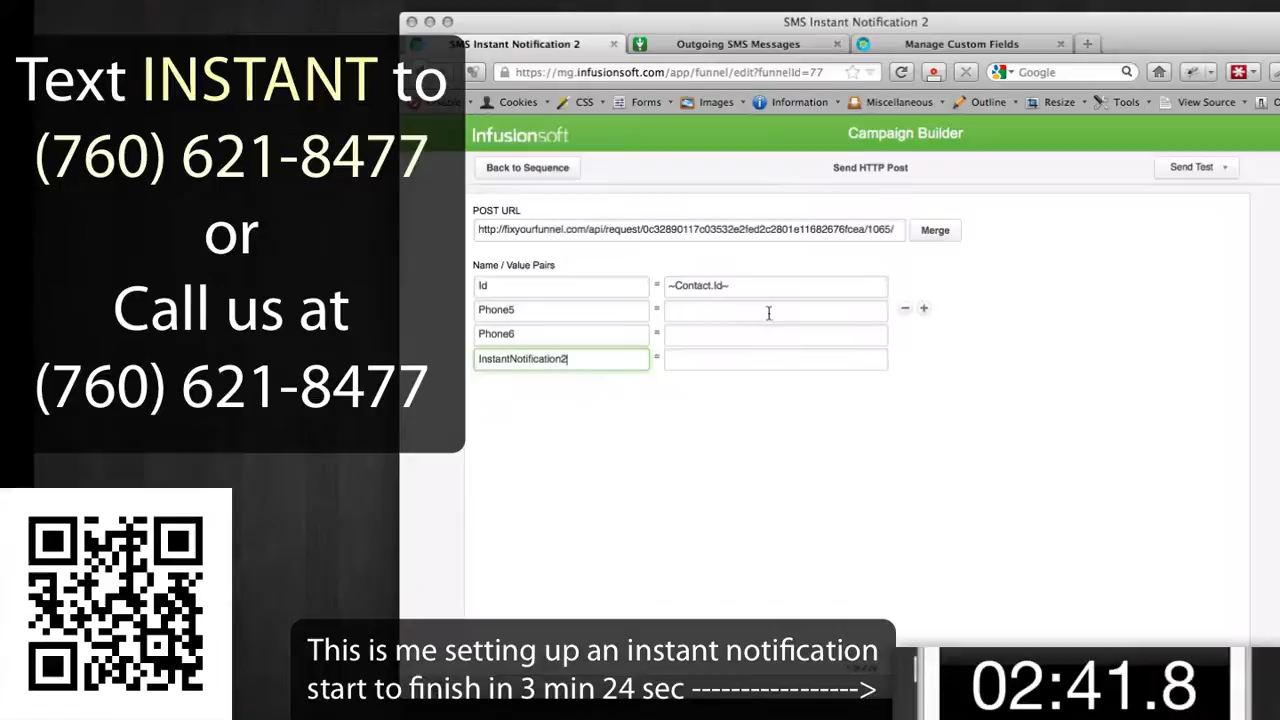 Text INSTANT to
(760) 621-8477
or
Call us at
(760) 621-8477
SMS Instant Notification 2
SMS Instant Notification 2
Outgoing SMS Messages
Manage Custom Fields
https://mg.infusionsoft.com/app/funnel/edit?funnelId=77
Google
Cookies
CSS
Forms
Images
Information
Miscellaneous
Outline
Resize
Tools
View Source
Infusionsoft
Campaign Builder
Back to Sequence
Send HTTP Post
Send Test
POST URL
http://fixyourfunnel.com/api/request/0c32890117c03532e2fed2c2801e11682676fcea/1065/
Merge
Name / Value Pairs
Id = ~Contact.Id~
Phone5 =
Phone6 =
InstantNotification2 =
This is me setting up an instant notification
start to finish in 3 min 24 sec ----------------->
02:41.8